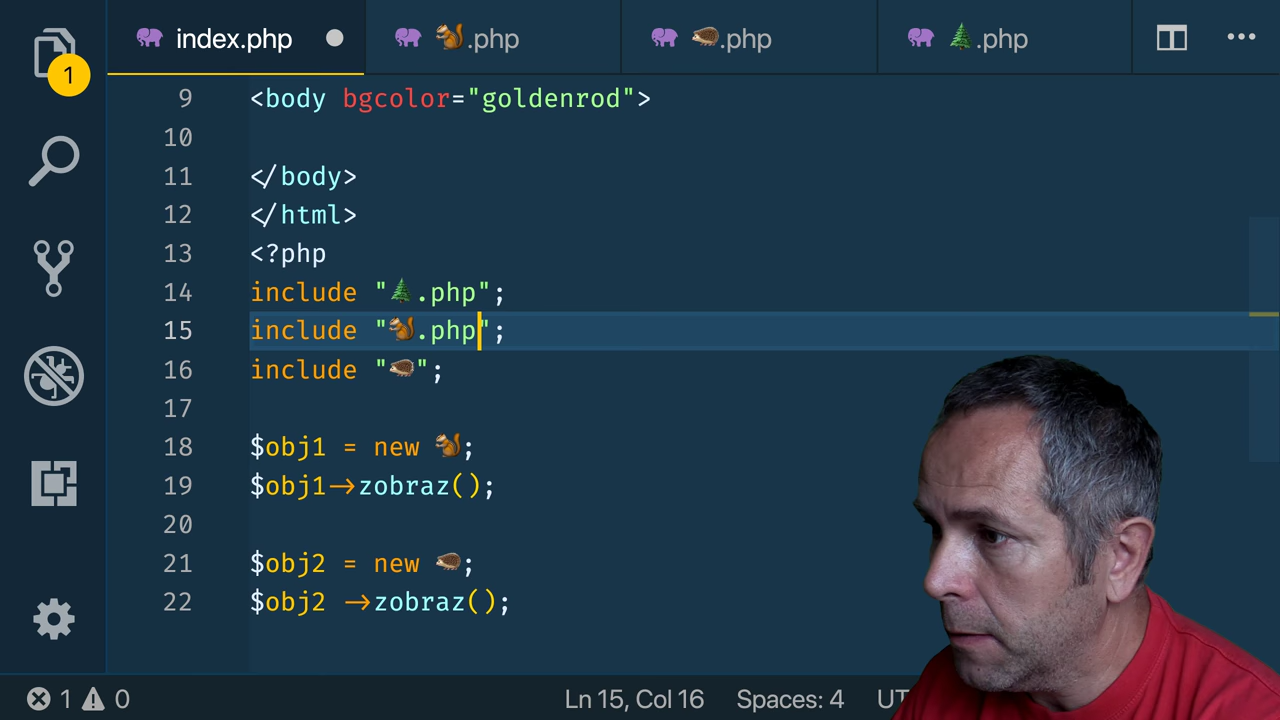 index.php 🐿️.php 🦔.php 🌲.php
1
9 <body bgcolor="goldenrod">
10
11 </body>
12 </html>
13 <?php
14 include "🌲.php";
15 include "🐿️.php";
16 include "🦔";
17
18 $obj1 = new 🐿️;
19 $obj1->zobraz();
20
21 $obj2 = new 🦔;
22 $obj2 ->zobraz();
1 0 Ln 15, Col 16 Spaces: 4